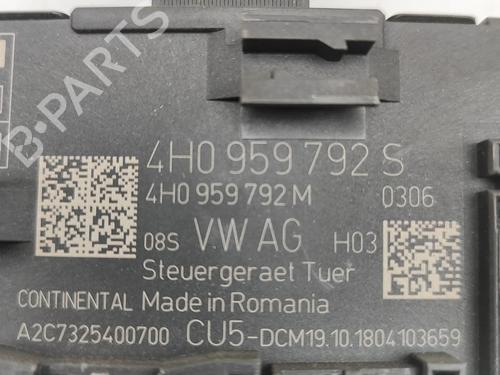 4H0 959 792 S
4H0 959 792 M 0306
08S VW AG H03
Steuergeraet Tuer
CONTINENTAL Made in Romania
A2C7325400700 CU5-DCM19.10.1804103659
B-PARTS